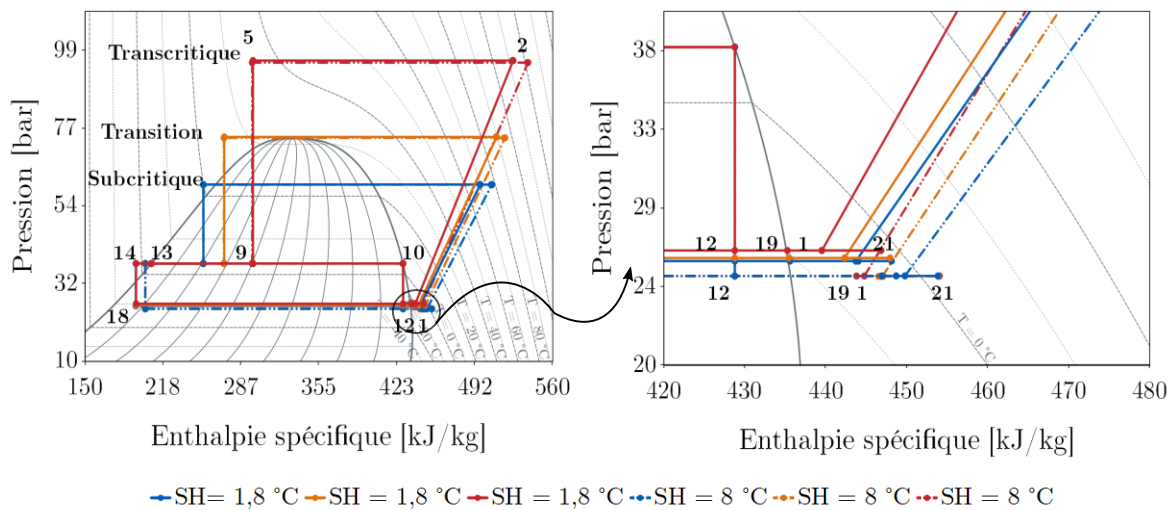 99
77
54
32
10
Pression [bar]
Transcritique
Transition
Subcritique
5
2
14
13
9
10
18
12
1
T = 20 °C
T = 40 °C
T = 60 °C
T = 80 °C
150 218 287 355 423 492 560
Enthalpie spécifique [kJ/kg]
38
33
29
24
20
Pression [bar]
12 19 1 21
12 19 1 21
T = 0 °C
420 430 440 450 460 470 480
Enthalpie spécifique [kJ/kg]
SH= 1,8 °C SH = 1,8 °C SH = 1,8 °C SH = 8 °C SH = 8 °C SH = 8 °C